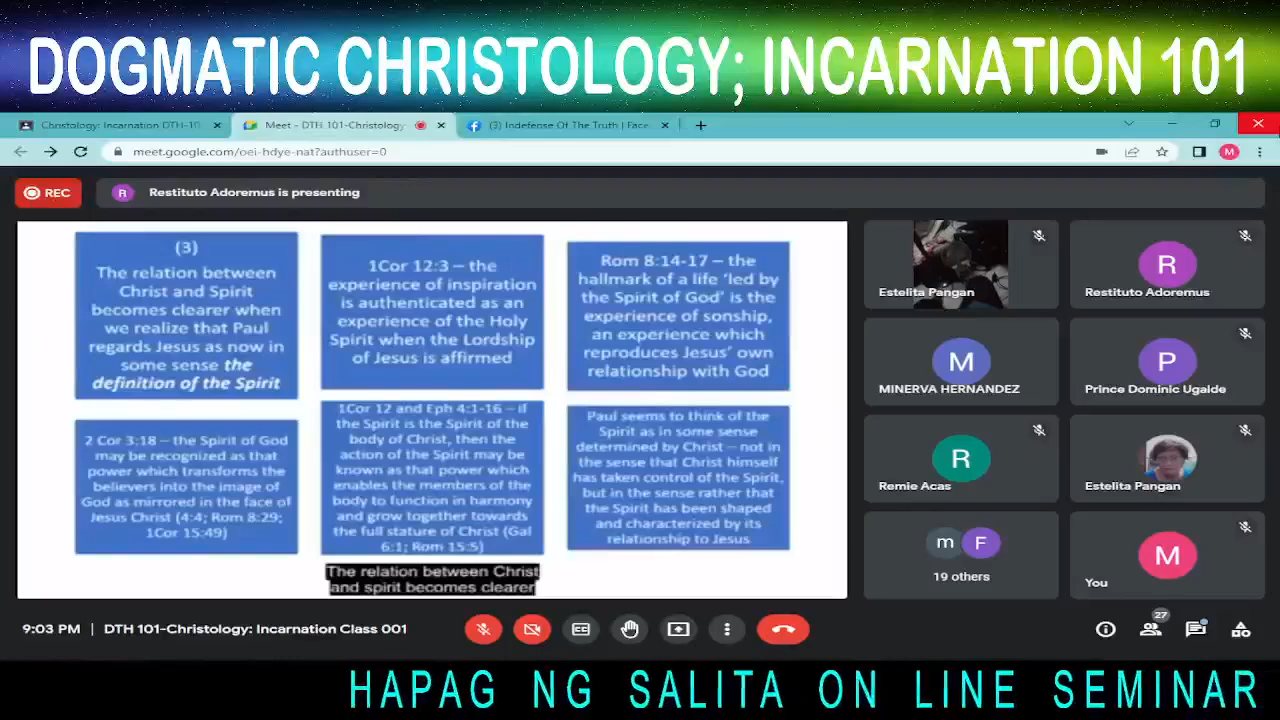 DOGMATIC CHRISTOLOGY; INCARNATION 101
Christology: Incarnation DTH-10
Meet - DTH 101-Christology
(3) Indefense Of The Truth | Face
meet.google.com/oei-hdye-nat?authuser=0
M
REC
R
Restituto Adoremus is presenting
(3)
The relation between
Christ and Spirit
becomes clearer when
we realize that Paul
regards Jesus as now in
some sense the
definition of the Spirit
1Cor 12:3 – the
experience of inspiration
is authenticated as an
experience of the Holy
Spirit when the Lordship
of Jesus is affirmed
Rom 8:14-17 – the
hallmark of a life 'led by
the Spirit of God' is the
experience of sonship,
an experience which
reproduces Jesus' own
relationship with God
2 Cor 3:18 – the Spirit of God
may be recognized as that
power which transforms the
believers into the image of
God as mirrored in the face of
Jesus Christ (4:4; Rom 8:29;
1Cor 15:49)
1Cor 12 and Eph 4:1-16 – if
the Spirit is the Spirit of the
body of Christ, then the
action of the Spirit may be
known as that power which
enables the members of the
body to function in harmony
and grow together towards
the full stature of Christ (Gal
6:1; Rom 15:5)
Paul seems to think of the
Spirit as in some sense
determined by Christ – not in
the sense that Christ himself
has taken control of the Spirit,
but in the sense rather that
the Spirit has been shaped
and characterized by its
relationship to Jesus
The relation between Christ
and spirit becomes clearer
Estelita Pangan
R
Restituto Adoremus
M
MINERVA HERNANDEZ
P
Prince Dominic Ugalde
R
Remie Acas
Estelita Pangan
m F
19 others
M
You
9:03 PM | DTH 101-Christology: Incarnation Class 001
27
HAPAG NG SALITA ON LINE SEMINAR